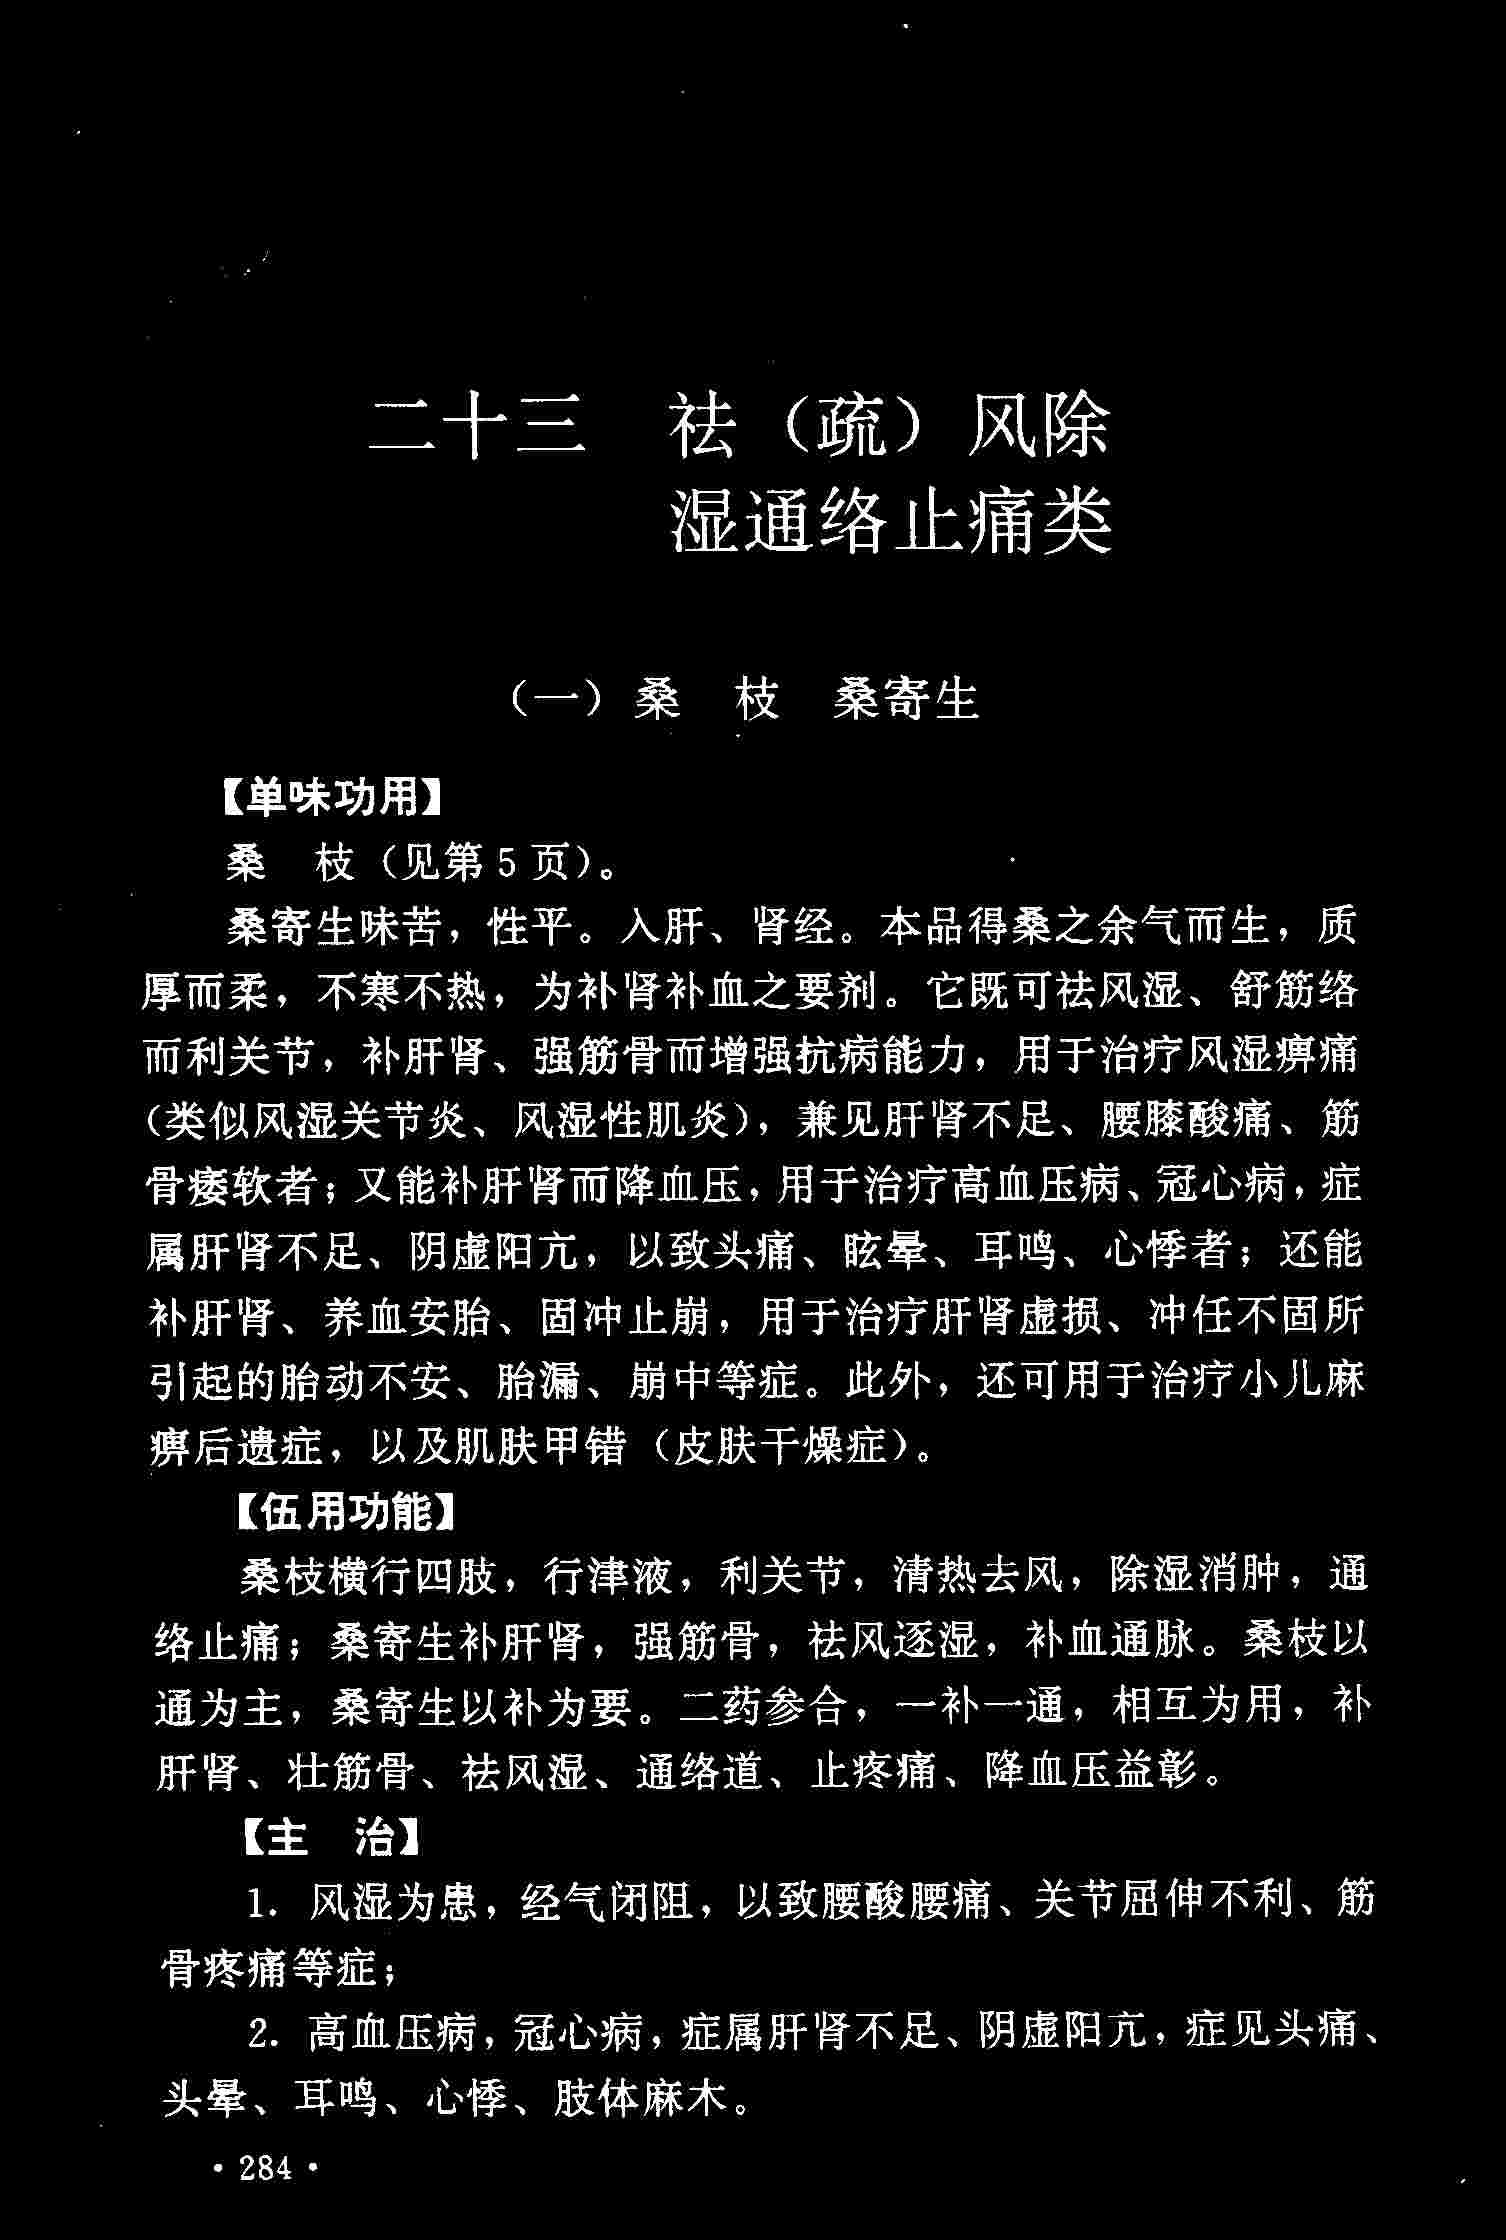 二十三 祛（疏）风除
湿通络止痛类
（一）桑 枝 桑寄生
【单味功用】
桑 枝（见第 5 页）。
桑寄生味苦，性平。入肝、肾经。本品得桑之余气而生，质
厚而柔，不寒不热，为补肾补血之要剂。它既可祛风湿、舒筋络
而利关节，补肝肾、强筋骨而增强抗病能力，用于治疗风湿痹痛
（类似风湿关节炎、风湿性肌炎），兼见肝肾不足、腰膝酸痛、筋
骨痿软者；又能补肝肾而降血压，用于治疗高血压病、冠心病，症
属肝肾不足、阴虚阳亢，以致头痛、眩晕、耳鸣、心悸者；还能
补肝肾、养血安胎、固冲止崩，用于治疗肝肾虚损、冲任不固所
引起的胎动不安、胎漏、崩中等症。此外，还可用于治疗小儿麻
痹后遗症，以及肌肤甲错（皮肤干燥症）。
【伍用功能】
桑枝横行四肢，行津液，利关节，清热去风，除湿消肿，通
络止痛；桑寄生补肝肾，强筋骨，祛风逐湿，补血通脉。桑枝以
通为主，桑寄生以补为要。二药参合，一补一通，相互为用，补
肝肾、壮筋骨、祛风湿、通络道、止疼痛、降血压益彰。
【主 治】
1. 风湿为患，经气闭阻，以致腰酸腰痛、关节屈伸不利、筋
骨疼痛等症；
2. 高血压病，冠心病，症属肝肾不足、阴虚阳亢，症见头痛、
头晕、耳鸣、心悸、肢体麻木。
· 284 ·